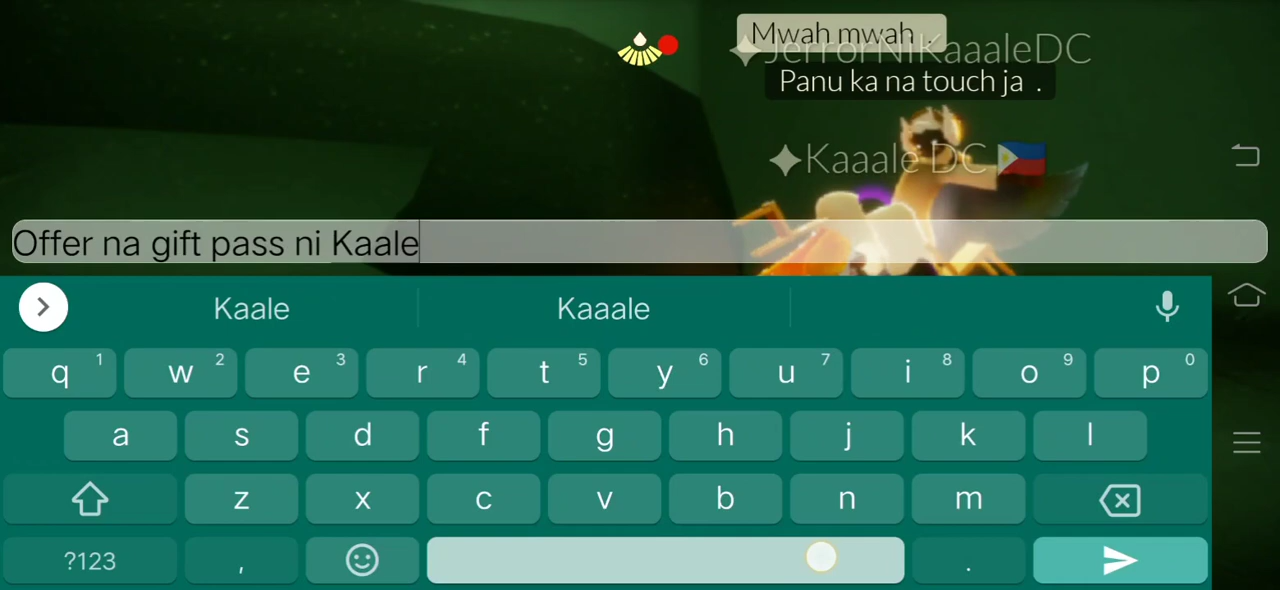 Mwah mwah .
JerrorNiKaaaleDC
Panu ka na touch ja .
Kaaale DC
Offer na gift pass ni Kaale
Kaale Kaaale
q 1 w 2 e 3 r 4 t 5 y 6 u 7 i 8 o 9 p 0
a s d f g h j k l
z x c v b n m
?123 , .